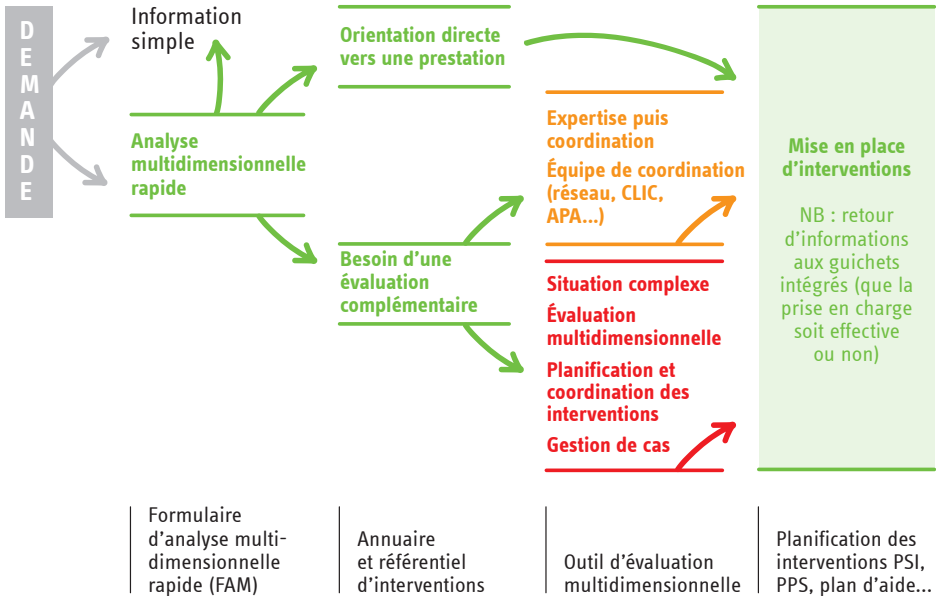 DEMANDE
Information
simple
Analyse
multidimensionnelle
rapide
Orientation directe
vers une prestation
Besoin d'une
évaluation
complémentaire
Expertise puis
coordination
Équipe de coordination
(réseau, CLIC,
APA...)
Situation complexe
Évaluation
multidimensionnelle
Planification et
coordination des
interventions
Gestion de cas
Mise en place
d'interventions
NB : retour
d'informations
aux guichets
intégrés (que la
prise en charge
soit effective
ou non)
Formulaire
d'analyse multi-
dimensionnelle
rapide (FAM)
Annuaire
et référentiel
d'interventions
Outil d'évaluation
multidimensionnelle
Planification des
interventions PSI,
PPS, plan d'aide...